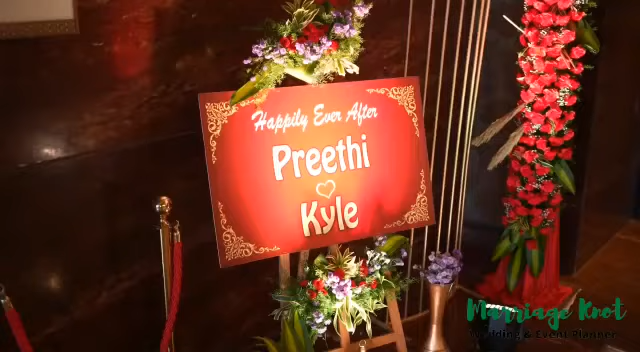 Happily Ever After
Preethi
Kyle
Marriage Knot
Wedding & Event Planner